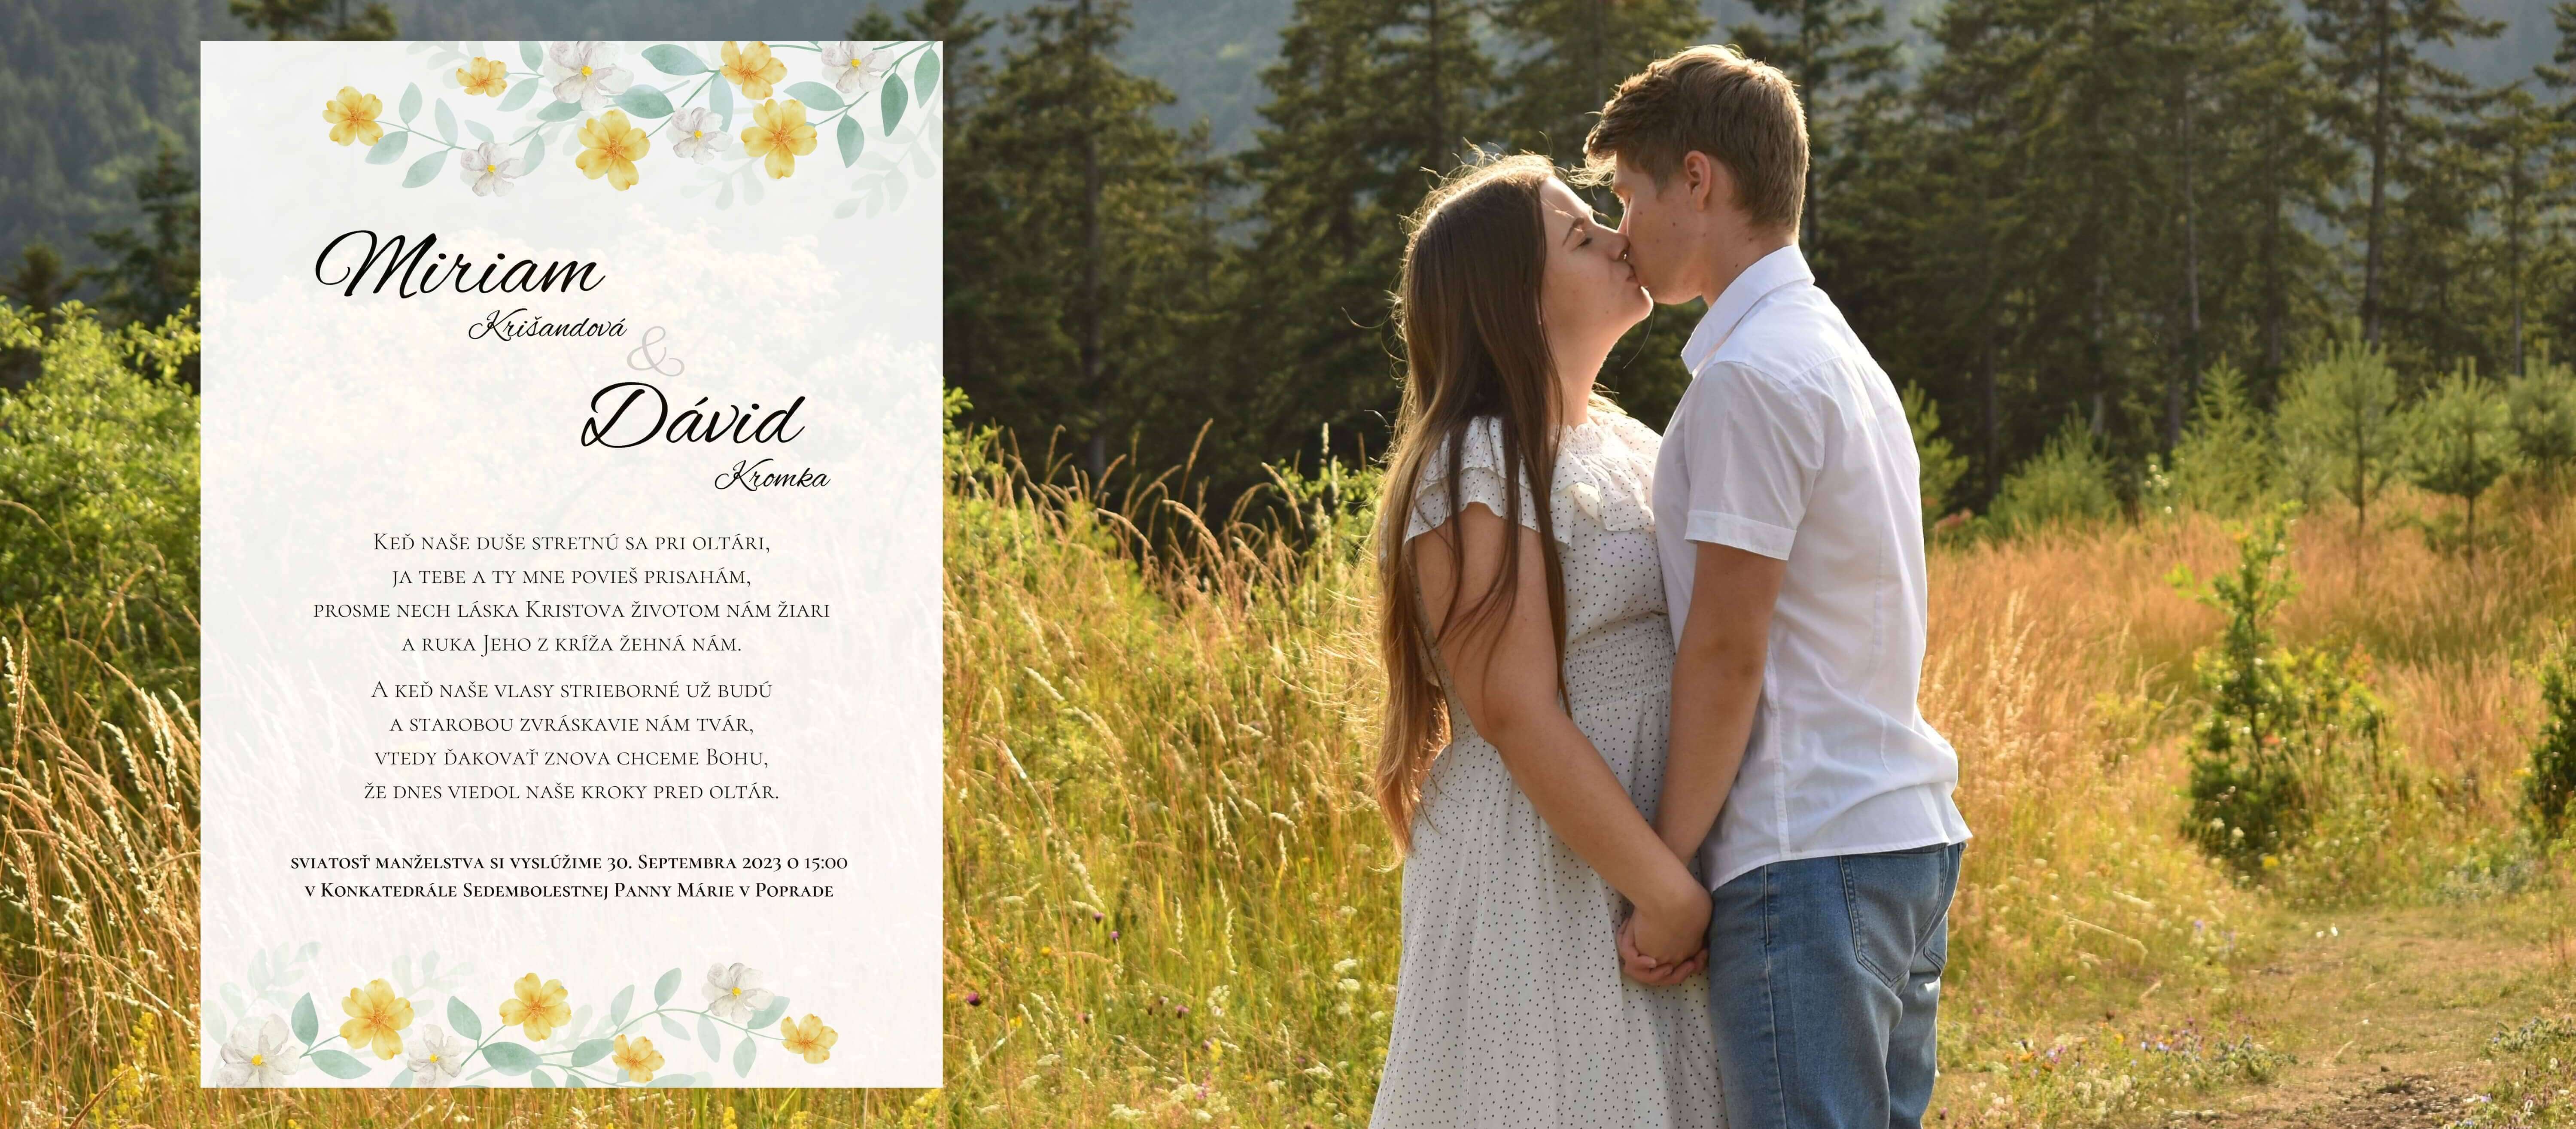 Miriam
Krišandová
&
Dávid
Kromka
Keď naše duše stretnú sa pri oltári,
ja tebe a ty mne povieš prisahám,
prosme nech láska Kristova životom nám žiari
a ruka Jeho z kríža žehná nám.
A keď naše vlasy strieborné už budú
a starobou zvráskavie nám tvár,
vtedy ďakovať znova chceme Bohu,
že dnes viedol naše kroky pred oltár.
sviatosť manželstva si vyslúžime 30. Septembra 2023 o 15:00
v Konkatedrále Sedembolestnej Panny Márie v Poprade